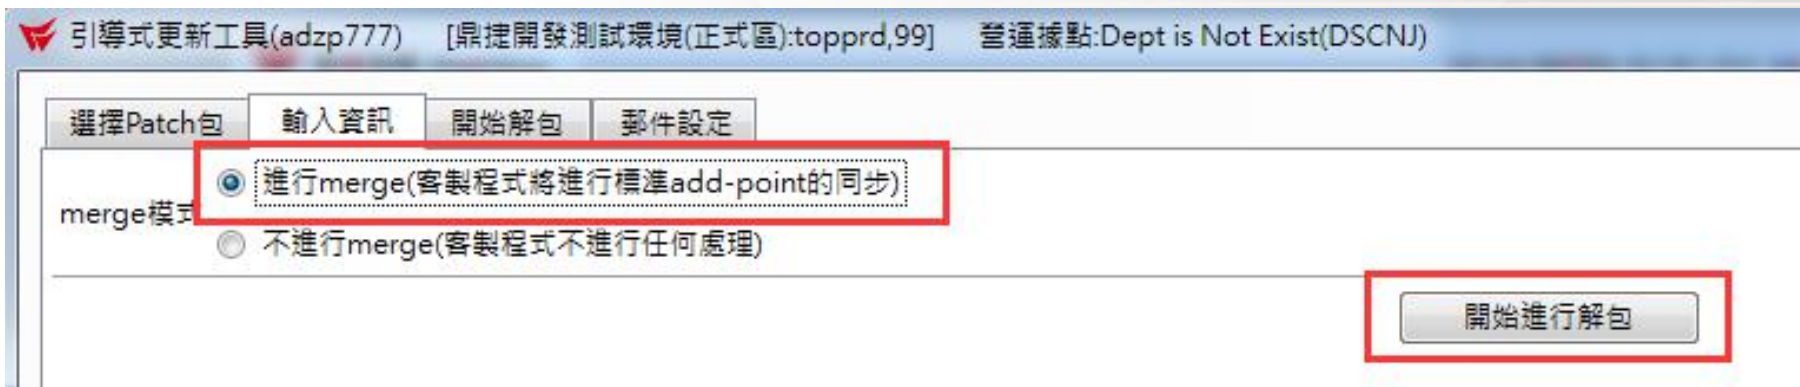 引導式更新工具(adzp777) [鼎捷開發測試環境(正式區):topprd,99] 營運據點:Dept is Not Exist(DSCNJ)
選擇Patch包 輸入資訊 開始解包 郵件設定
進行merge(客製程式將進行標準add-point的同步)
merge模式
不進行merge(客製程式不進行任何處理)
開始進行解包